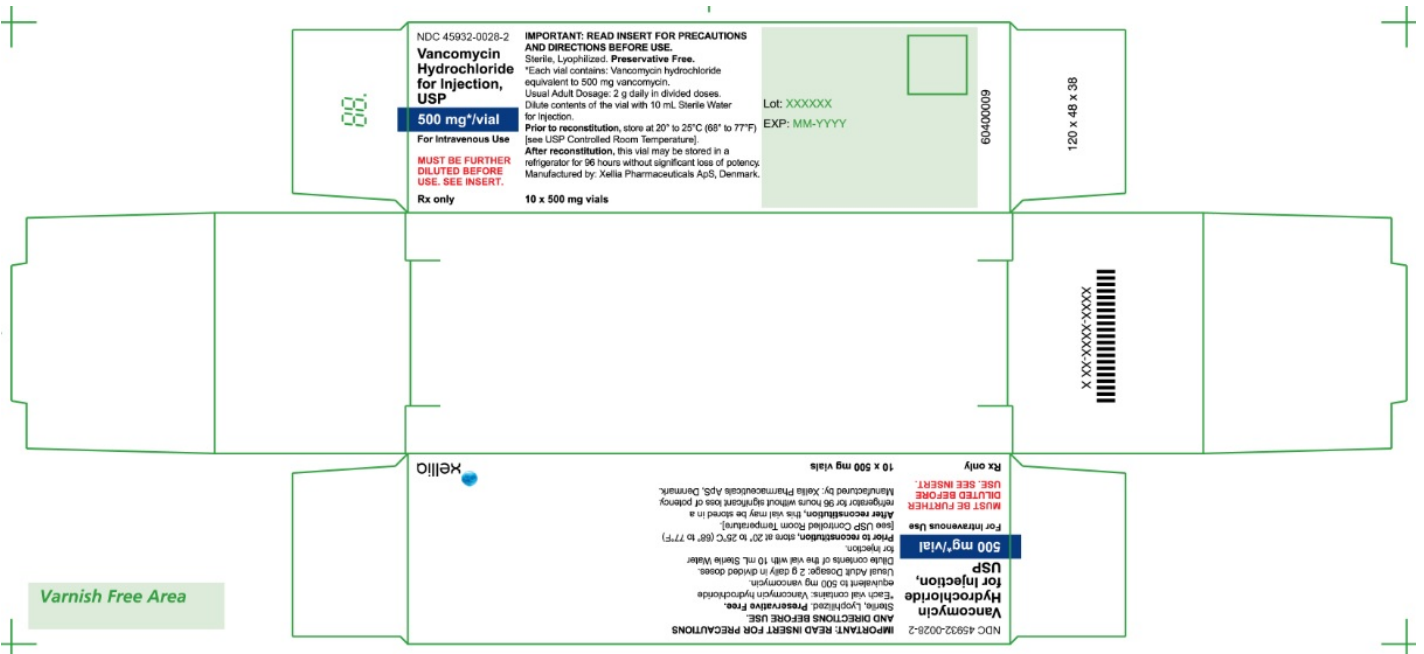 88.
NDC 45932-0028-2
Vancomycin
Hydrochloride
for Injection,
USP
500 mg*/vial
For Intravenous Use
MUST BE FURTHER
DILUTED BEFORE
USE. SEE INSERT.
Rx only
IMPORTANT: READ INSERT FOR PRECAUTIONS
AND DIRECTIONS BEFORE USE.
Sterile, Lyophilized. Preservative Free.
*Each vial contains: Vancomycin hydrochloride
equivalent to 500 mg vancomycin.
Usual Adult Dosage: 2 g daily in divided doses.
Dilute contents of the vial with 10 mL Sterile Water
for Injection.
Prior to reconstitution, store at 20° to 25°C (68° to 77°F)
[see USP Controlled Room Temperature].
After reconstitution, this vial may be stored in a
refrigerator for 96 hours without significant loss of potency.
Manufactured by: Xellia Pharmaceuticals ApS, Denmark.
10 x 500 mg vials
Lot: XXXXXX
EXP: MM-YYYY
60400009
120 x 48 x 38
X XX-XXXX-XXXX
NDC 45932-0028-2
Vancomycin
Hydrochloride
for Injection,
USP
500 mg*/vial
For Intravenous Use
MUST BE FURTHER
DILUTED BEFORE
USE. SEE INSERT.
Rx only
IMPORTANT: READ INSERT FOR PRECAUTIONS
AND DIRECTIONS BEFORE USE.
Sterile, Lyophilized. Preservative Free.
*Each vial contains: Vancomycin hydrochloride
equivalent to 500 mg vancomycin.
Usual Adult Dosage: 2 g daily in divided doses.
Dilute contents of the vial with 10 mL Sterile Water
for Injection.
Prior to reconstitution, store at 20° to 25°C (68° to 77°F)
[see USP Controlled Room Temperature].
After reconstitution, this vial may be stored in a
refrigerator for 96 hours without significant loss of potency.
Manufactured by: Xellia Pharmaceuticals ApS, Denmark.
10 x 500 mg vials
xellia
Varnish Free Area